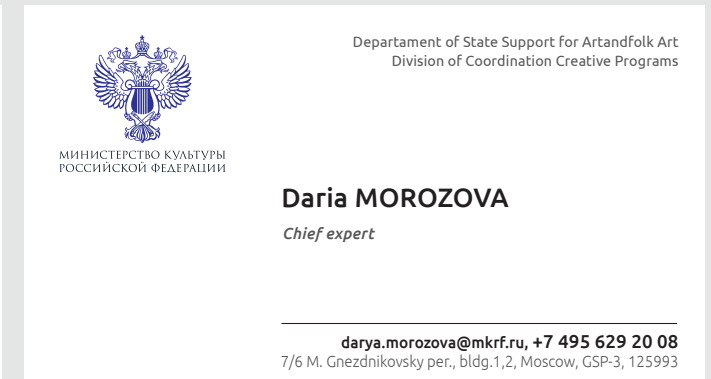 Departament of State Support for Artandfolk Art
Division of Coordination Creative Programs
МИНИСТЕРСТВО КУЛЬТУРЫ
РОССИЙСКОЙ ФЕДЕРАЦИИ
Daria MOROZOVA
Chief expert
darya.morozova@mkrf.ru, +7 495 629 20 08
7/6 M. Gnezdnikovsky per., bldg.1,2, Moscow, GSP-3, 125993